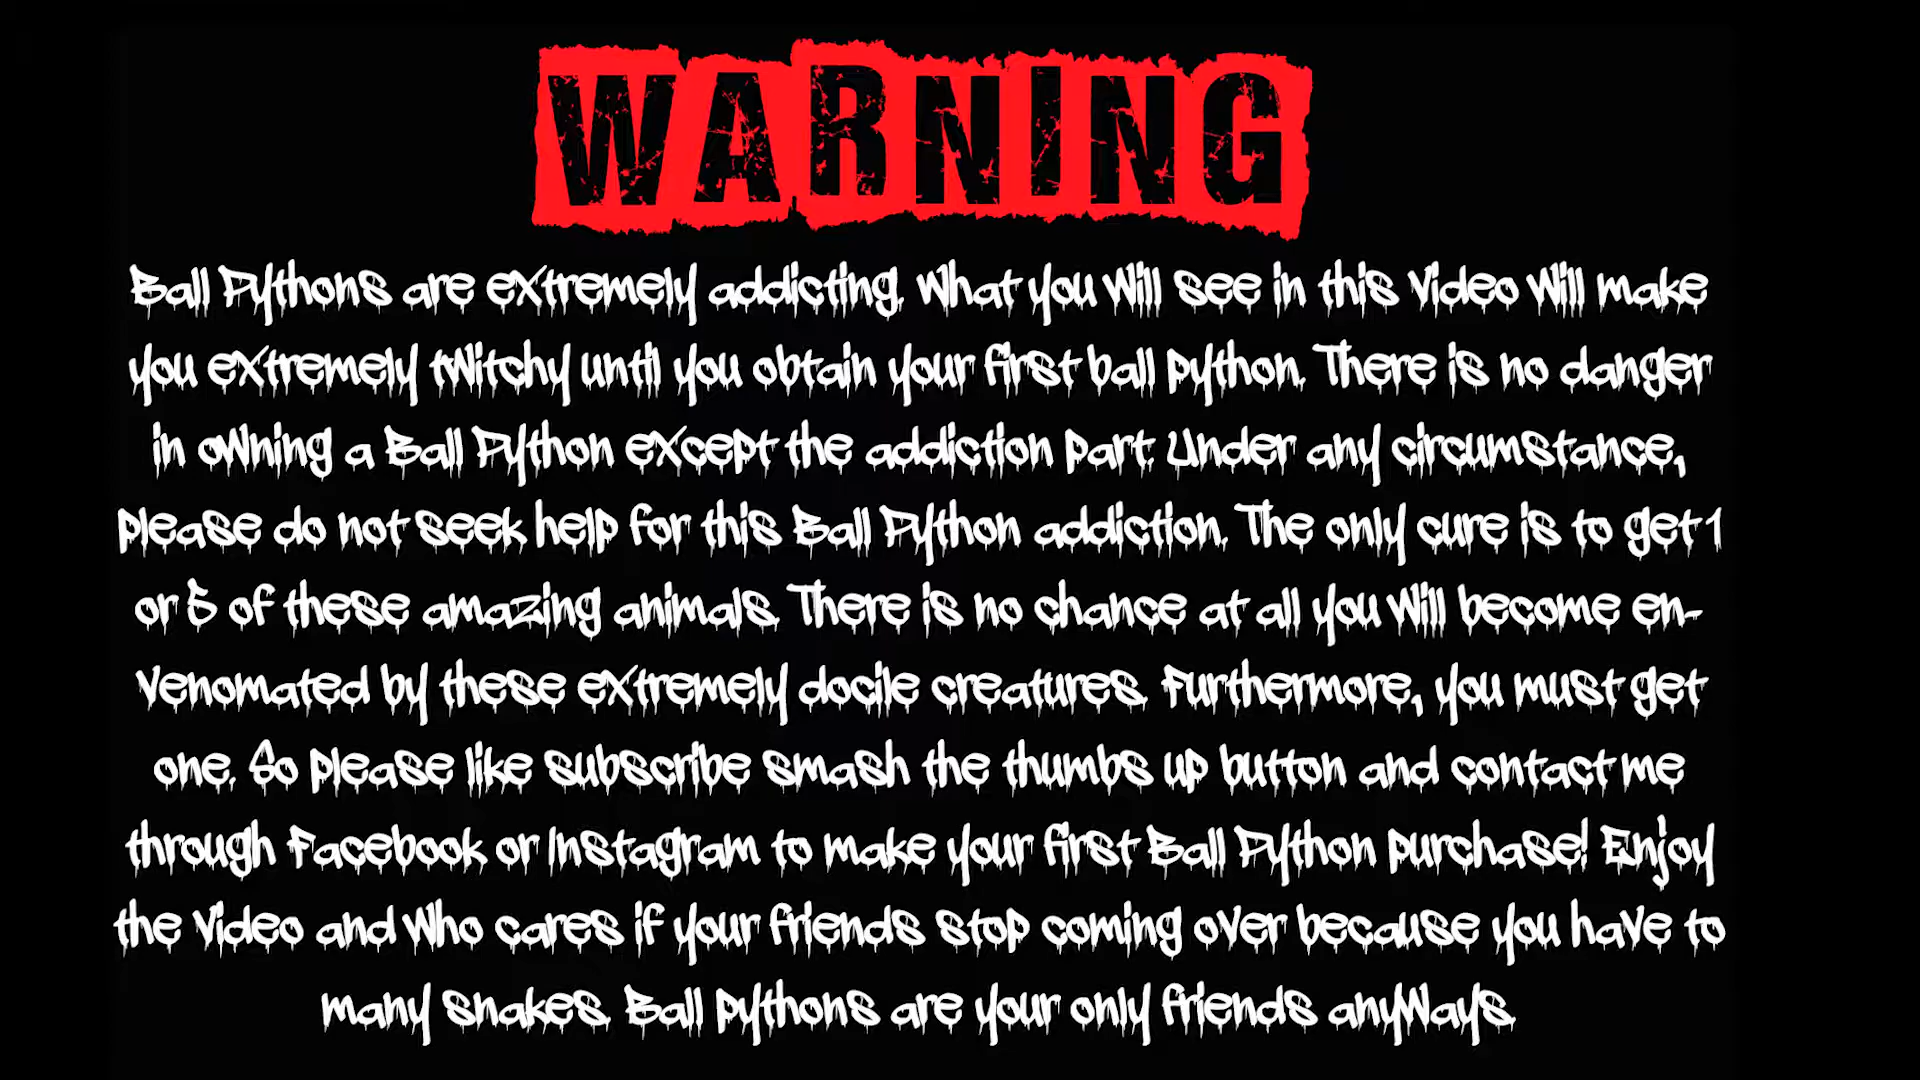 WARNING
Ball Pythons are extremely addicting. What you will see in this video will make
you extremely twitchy until you obtain your first ball python. There is no danger
in owning a Ball Python except the addiction part. Under any circumstance,
please do not seek help for this Ball Python addiction. The only cure is to get 1
or 5 of these amazing animals. There is no chance at all you will become en-
venomated by these extremely docile creatures. Furthermore, you must get
one. So please like subscribe smash the thumbs up button and contact me
through Facebook or Instagram to make your first Ball Python purchase! Enjoy
the video and who cares if your friends stop coming over because you have to
many snakes. Ball pythons are your only friends anyways.